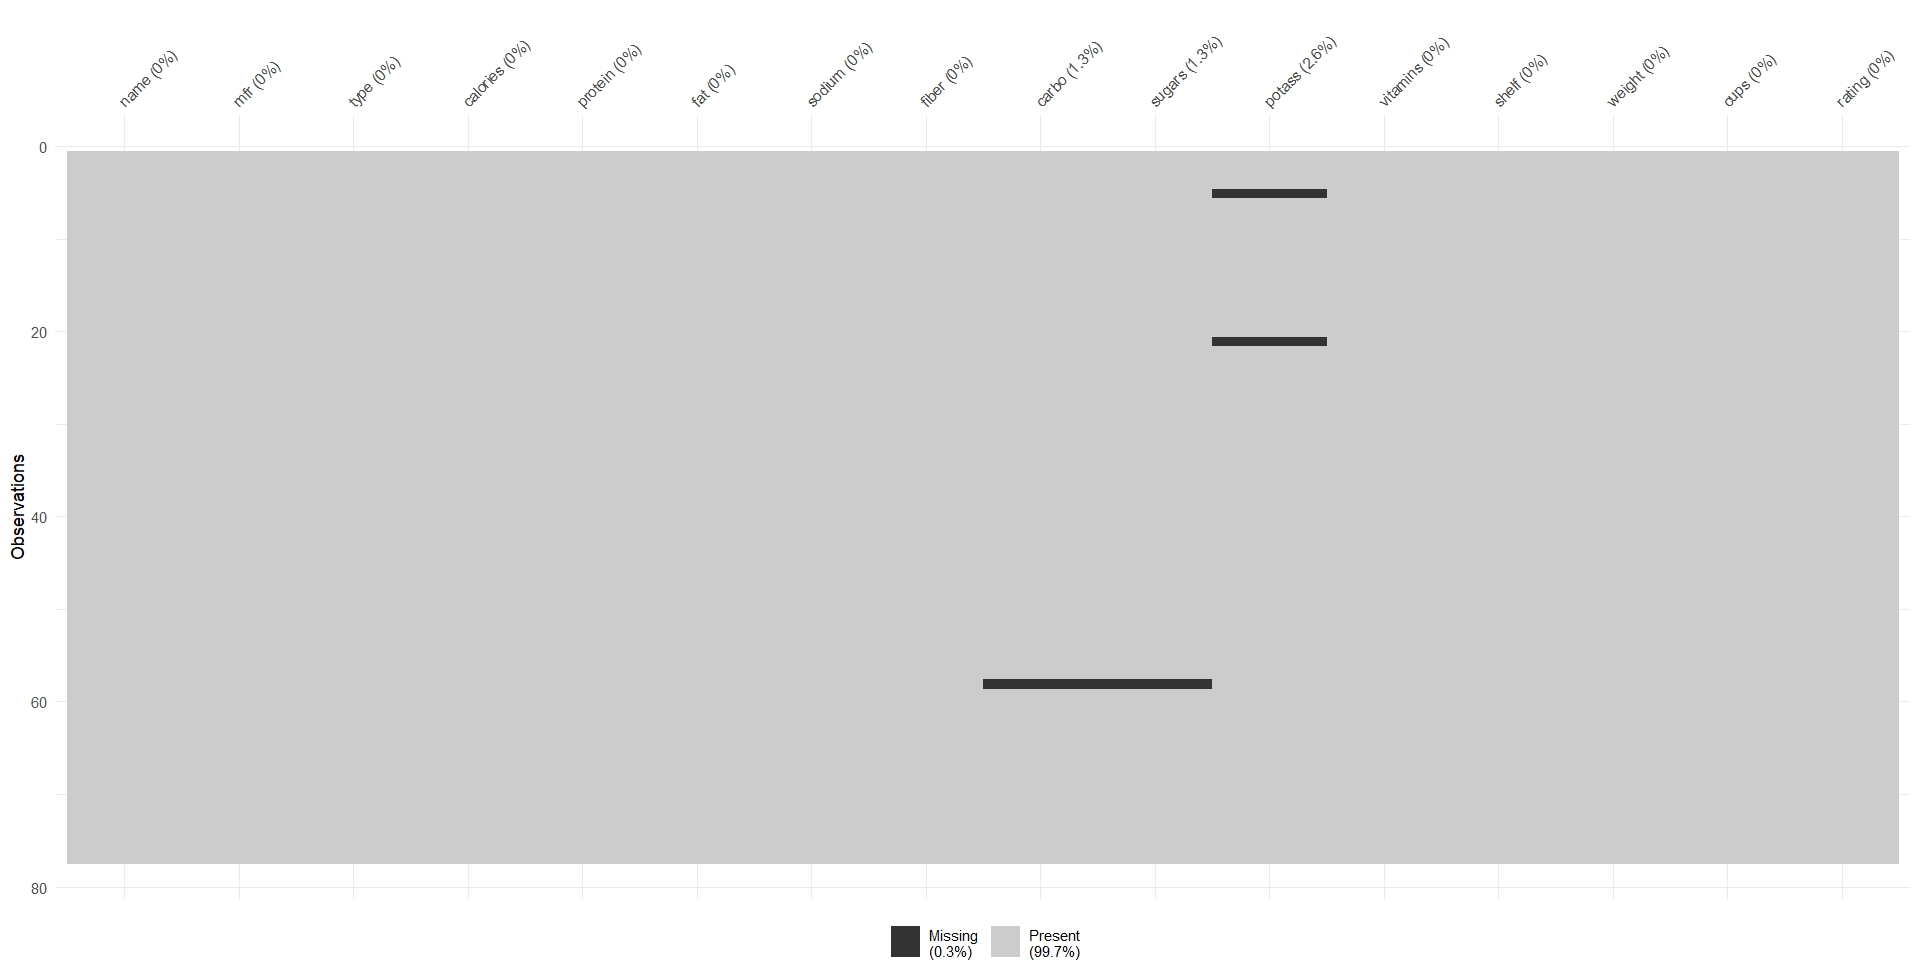 name (0%)
mfr (0%)
type (0%)
calories (0%)
protein (0%)
fat (0%)
sodium (0%)
fiber (0%)
carbo (1.3%)
sugars (1.3%)
potass (2.6%)
vitamins (0%)
shelf (0%)
weight (0%)
cups (0%)
rating (0%)
0
20
40
60
80
Observations
Missing
(0.3%)
Present
(99.7%)